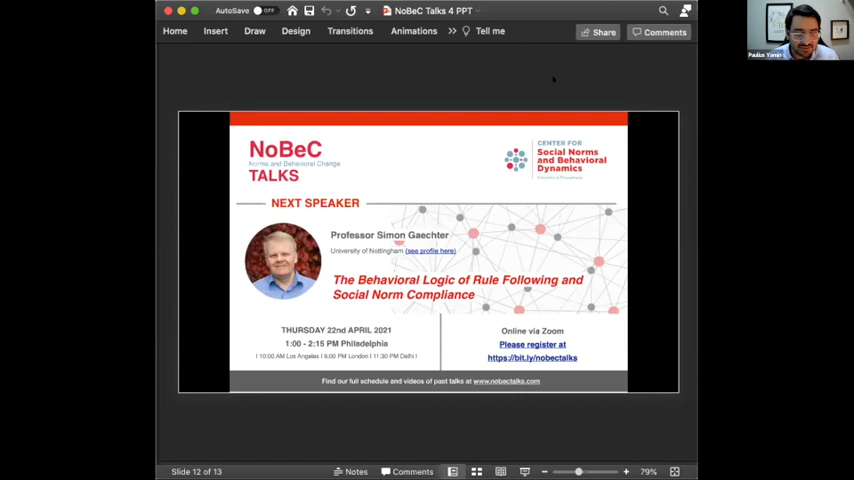 AutoSave OFF
NoBeC Talks 4 PPT
Home Insert Draw Design Transitions Animations Tell me Share Comments
Paulius Yamin
NoBeC
Norms and Behavioral Change
TALKS
CENTER FOR
Social Norms
and Behavioral
Dynamics
University of Pennsylvania
NEXT SPEAKER
Professor Simon Gaechter
University of Nottingham (see profile here)
The Behavioral Logic of Rule Following and
Social Norm Compliance
THURSDAY 22nd APRIL 2021
1:00 - 2:15 PM Philadelphia
| 10:00 AM Los Angeles | 6:00 PM London | 11:30 PM Delhi |
Online via Zoom
Please register at
https://bit.ly/nobectalks
Find our full schedule and videos of past talks at www.nobectalks.com
Slide 12 of 13 Notes Comments 79%